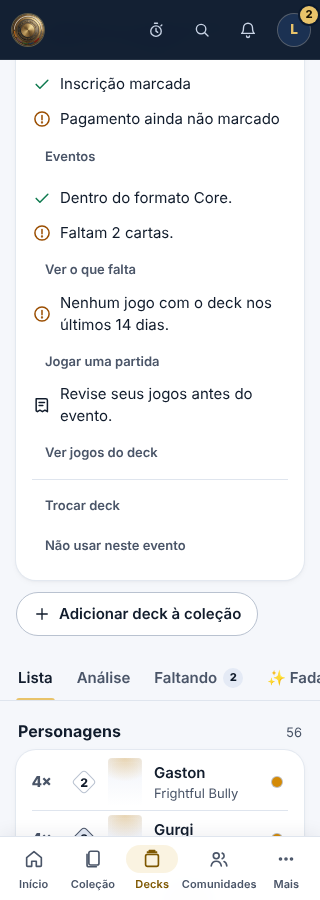 2
L
Inscrição marcada
Pagamento ainda não marcado
Eventos
Dentro do formato Core.
Faltam 2 cartas.
Ver o que falta
Nenhum jogo com o deck nos
últimos 14 dias.
Jogar uma partida
Revise seus jogos antes do
evento.
Ver jogos do deck
Trocar deck
Não usar neste evento
+ Adicionar deck à coleção
Lista Análise Faltando 2 ✨ Fada
Personagens 56
4× 2 Gaston
Frightful Bully
4× Gurgi
Início Coleção Decks Comunidades Mais